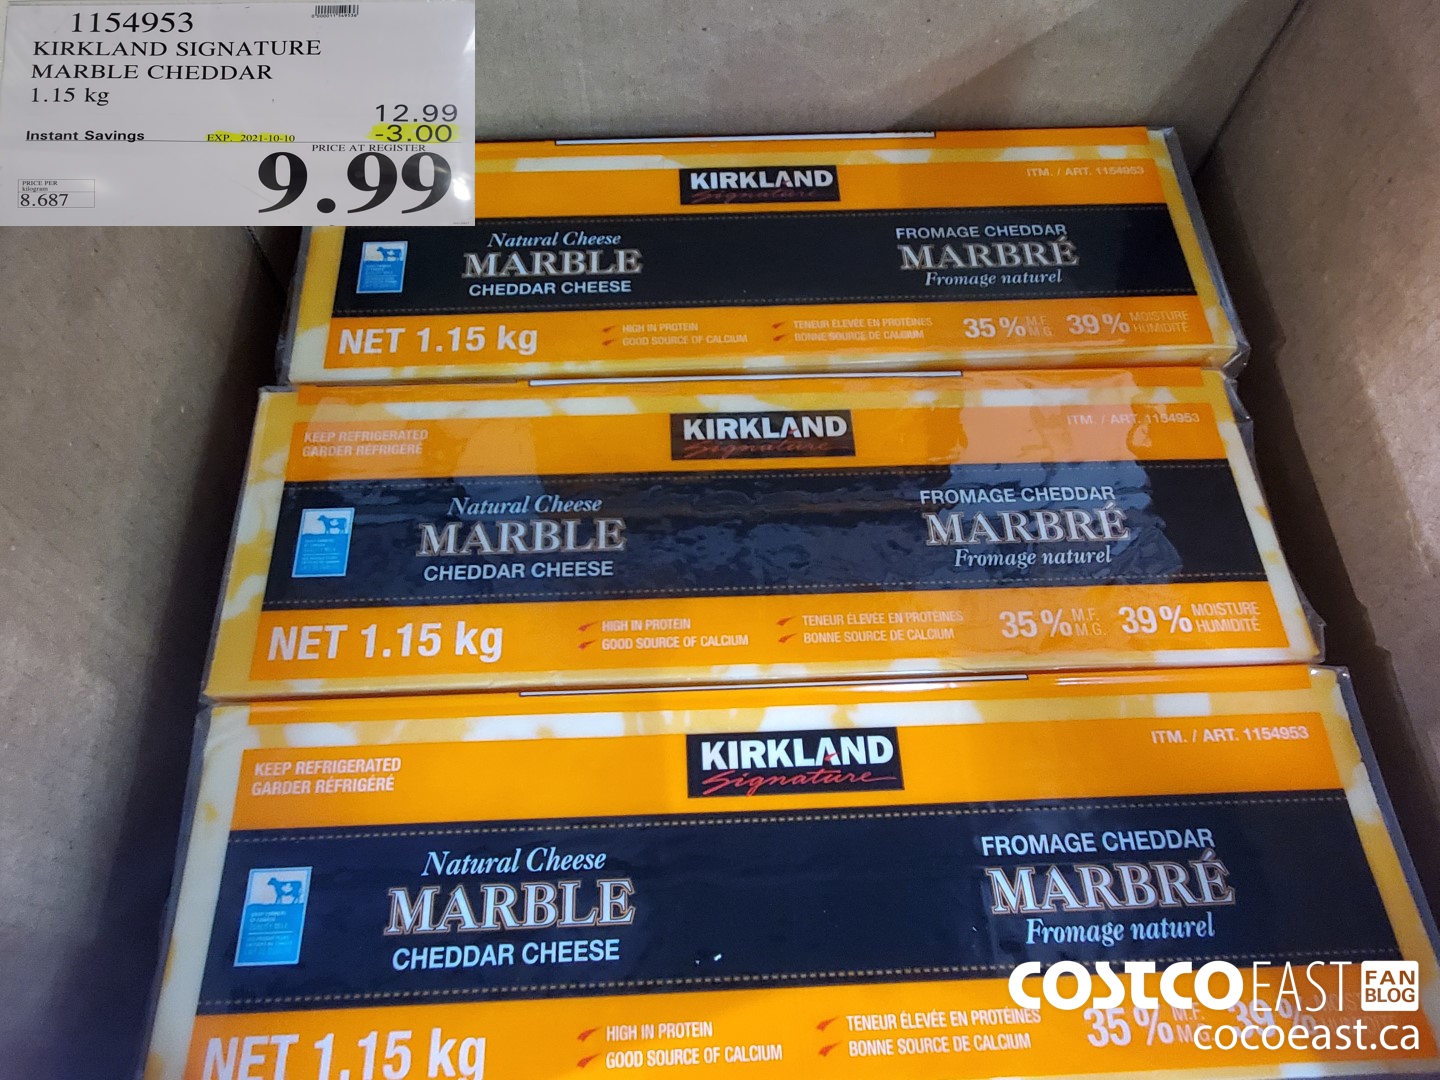 1154953
KIRKLAND SIGNATURE
MARBLE CHEDDAR
1.15 kg
12.99
Instant Savings EXP. 2021-10-10 -3.00
PRICE AT REGISTER
9.99
PRICE PER
kilogram
8.687
KIRKLAND
Signature
ITM. / ART. 1154953
Natural Cheese
MARBLE
CHEDDAR CHEESE
FROMAGE CHEDDAR
MARBRÉ
Fromage naturel
NET 1.15 kg
HIGH IN PROTEIN
GOOD SOURCE OF CALCIUM
TENEUR ÉLEVÉE EN PROTÉINES
BONNE SOURCE DE CALCIUM
35% M.F. M.G.
39% MOISTURE HUMIDITÉ
KEEP REFRIGERATED
GARDER RÉFRIGÉRÉ
KIRKLAND
Signature
ITM. / ART. 1154953
Natural Cheese
MARBLE
CHEDDAR CHEESE
FROMAGE CHEDDAR
MARBRÉ
Fromage naturel
NET 1.15 kg
HIGH IN PROTEIN
GOOD SOURCE OF CALCIUM
TENEUR ÉLEVÉE EN PROTÉINES
BONNE SOURCE DE CALCIUM
35% M.F. M.G.
39% MOISTURE HUMIDITÉ
KEEP REFRIGERATED
GARDER RÉFRIGÉRÉ
KIRKLAND
Signature
ITM. / ART. 1154953
Natural Cheese
MARBLE
CHEDDAR CHEESE
FROMAGE CHEDDAR
MARBRÉ
Fromage naturel
NET 1.15 kg
HIGH IN PROTEIN
GOOD SOURCE OF CALCIUM
TENEUR ÉLEVÉE EN PROTÉINES
BONNE SOURCE DE CALCIUM
35% M.F. M.G.
39%
COSTCO EAST FAN BLOG
cocoeast.ca